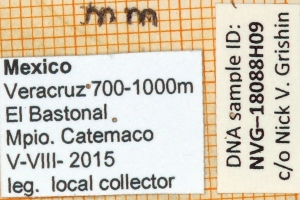 mm
Mexico
Veracruz 700-1000m
El Bastonal
Mpio. Catemaco
V-VIII- 2015
leg. local collector
DNA sample ID:
NVG–18088H09
c/o Nick V. Grishin